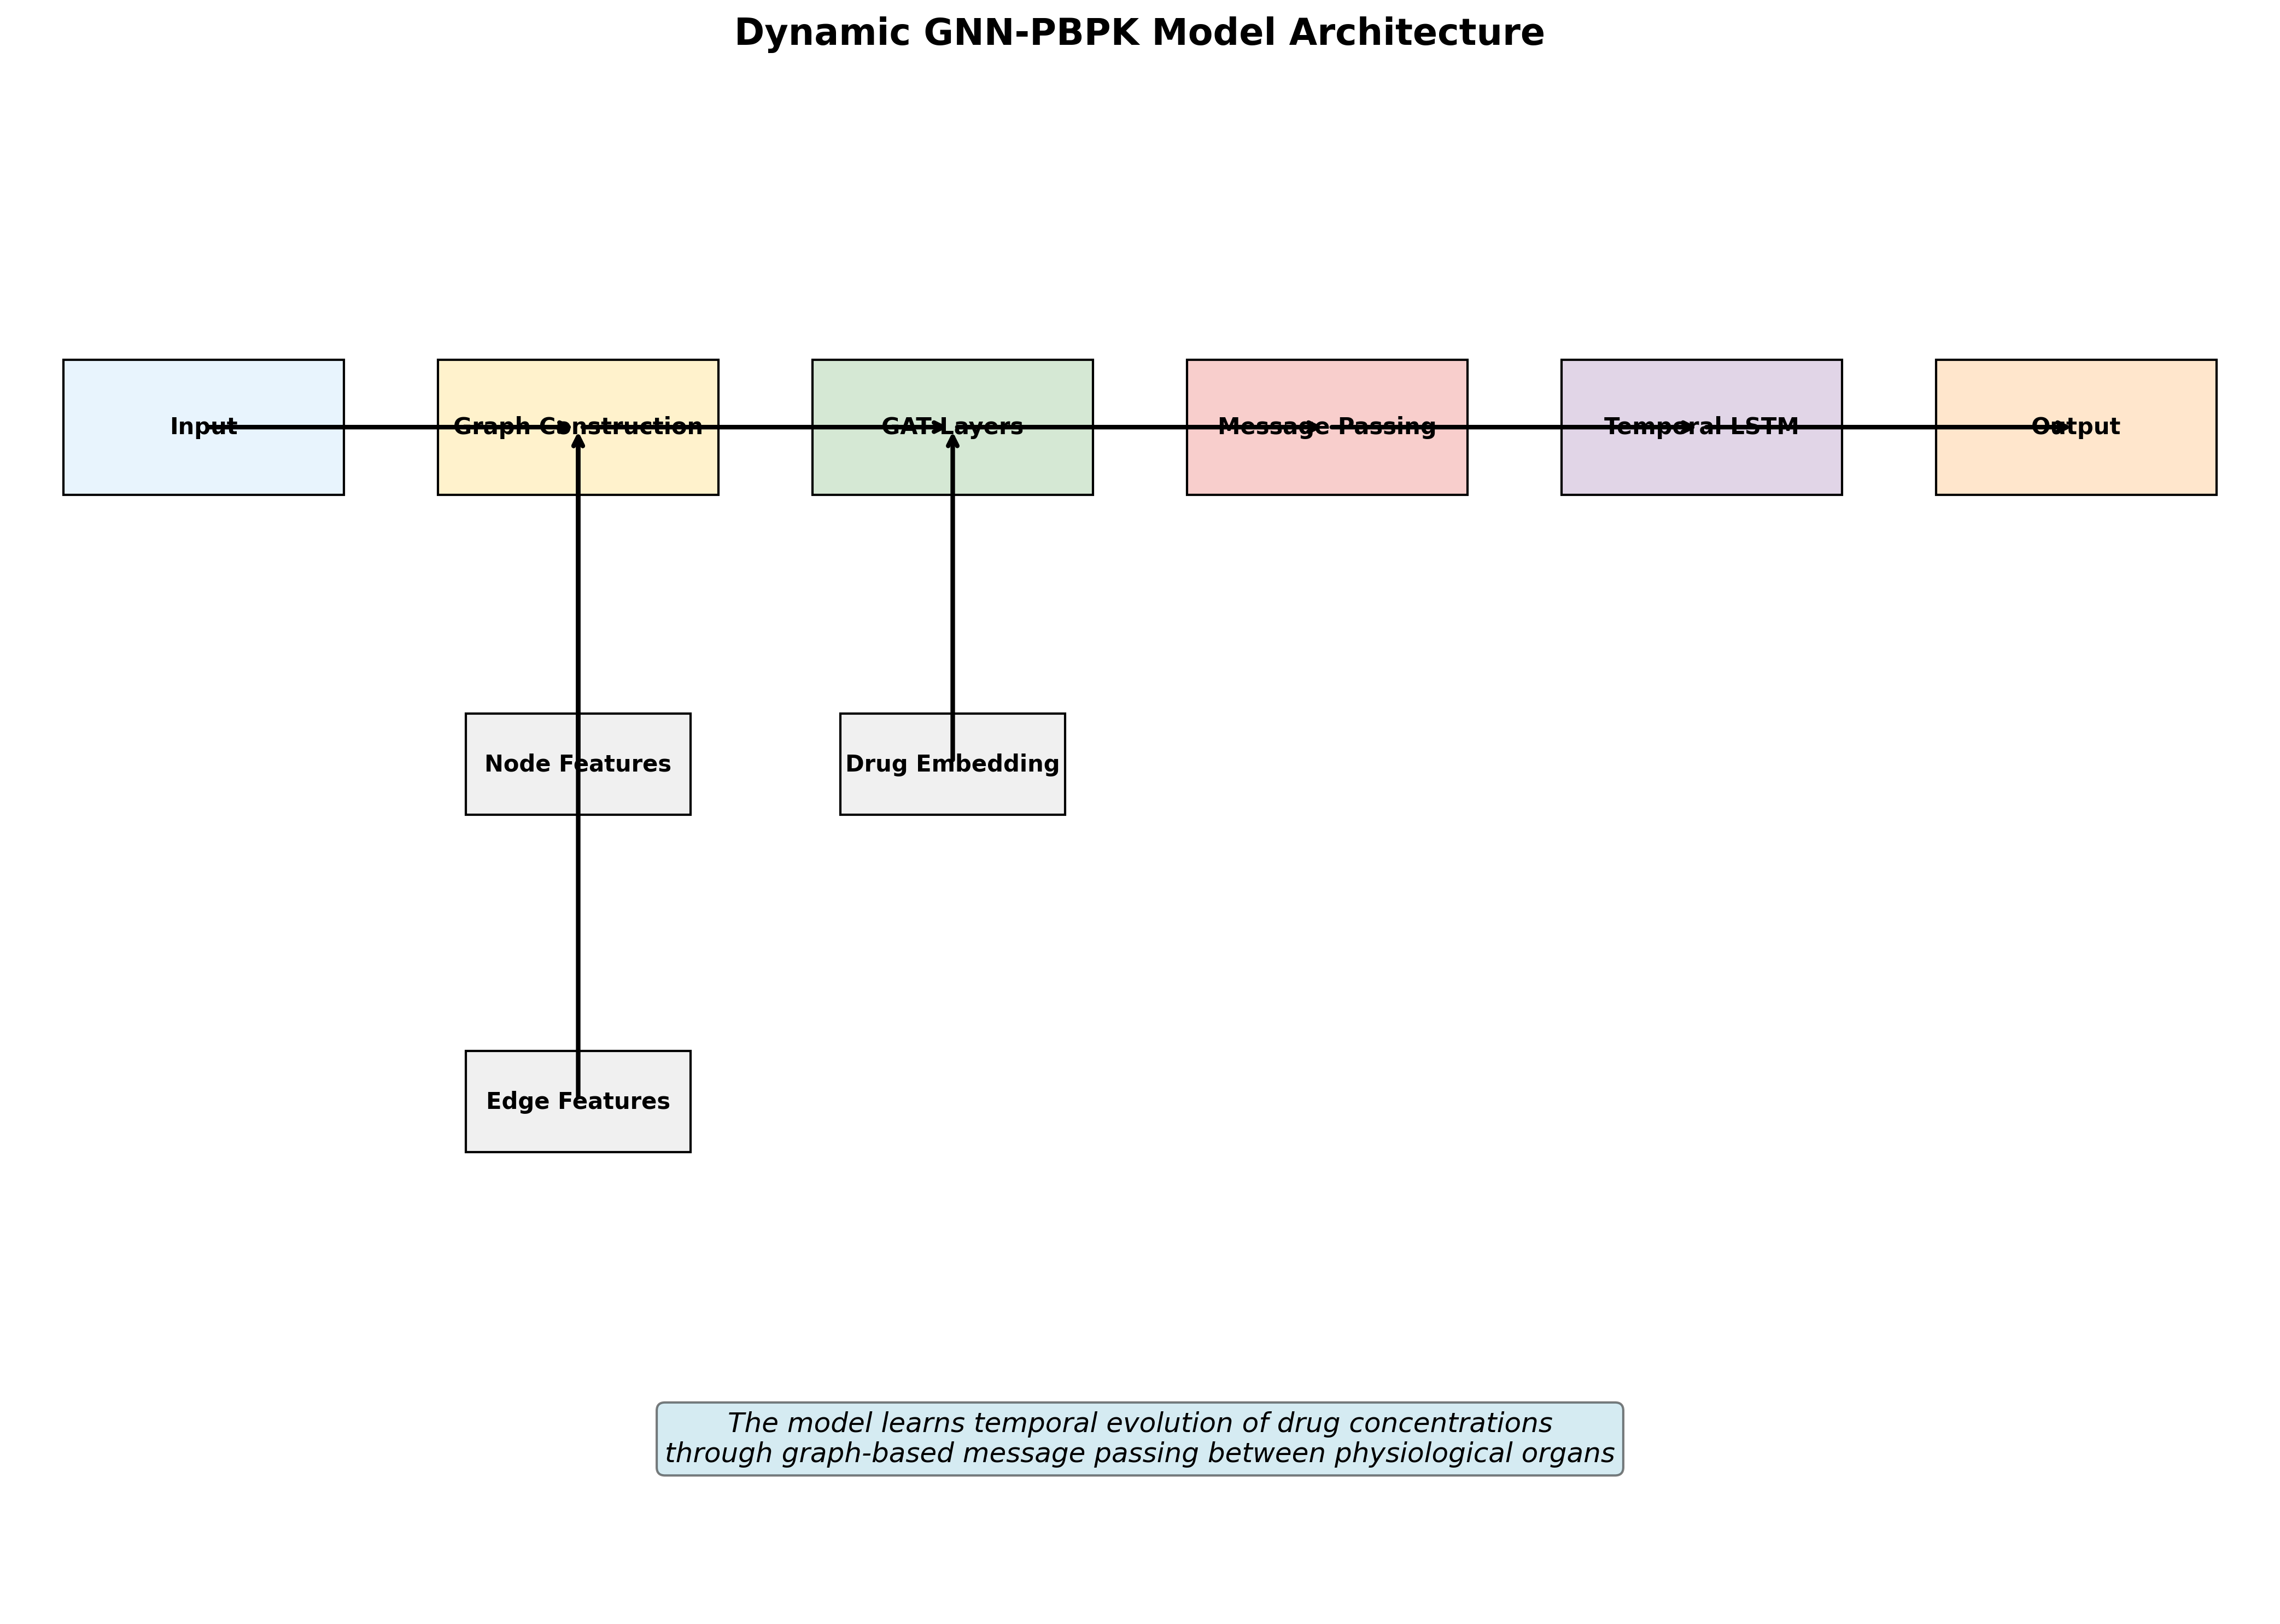 Dynamic GNN-PBPK Model Architecture
Input
Graph Construction
GAT Layers
Message Passing
Temporal LSTM
Output
Node Features
Drug Embedding
Edge Features
The model learns temporal evolution of drug concentrations
through graph-based message passing between physiological organs